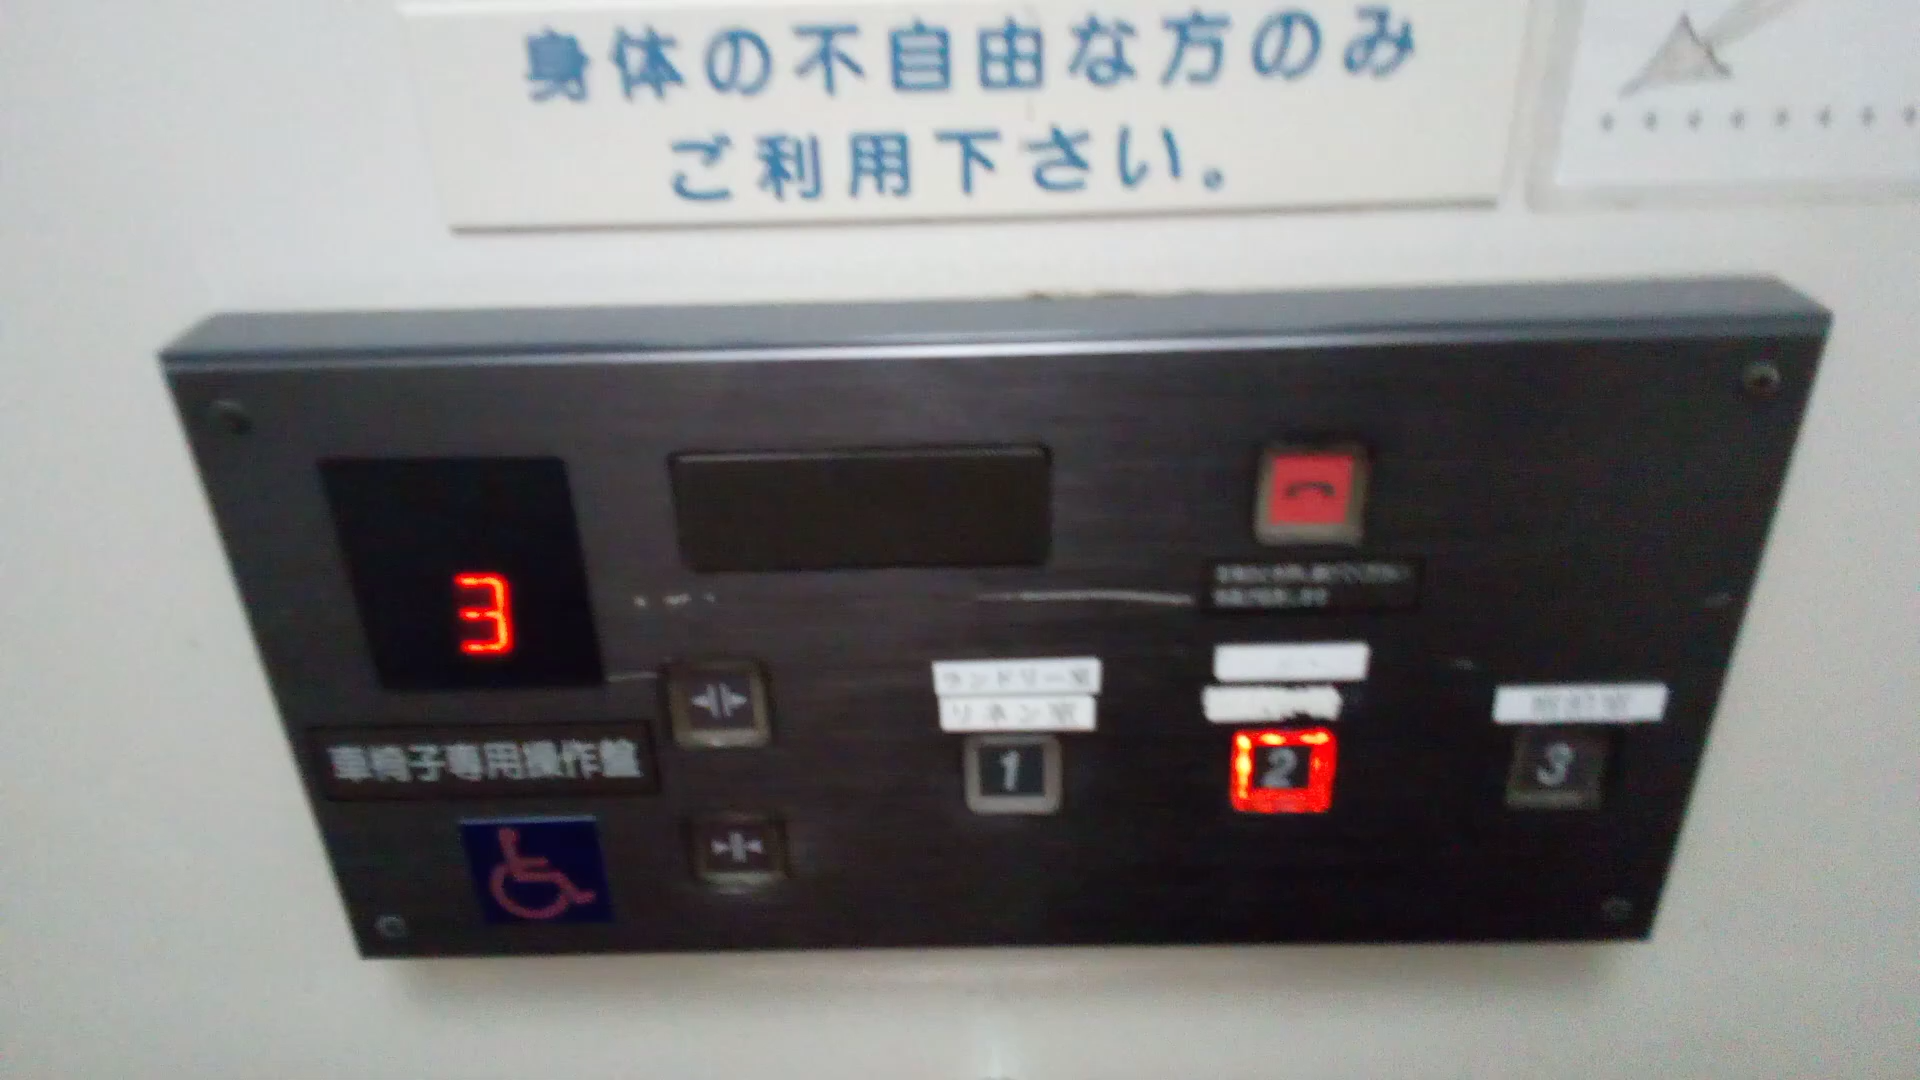 身体の不自由な方のみ
ご利用下さい。
3
車椅子専用操作盤
ランドリー室
リネン室
1
2
3